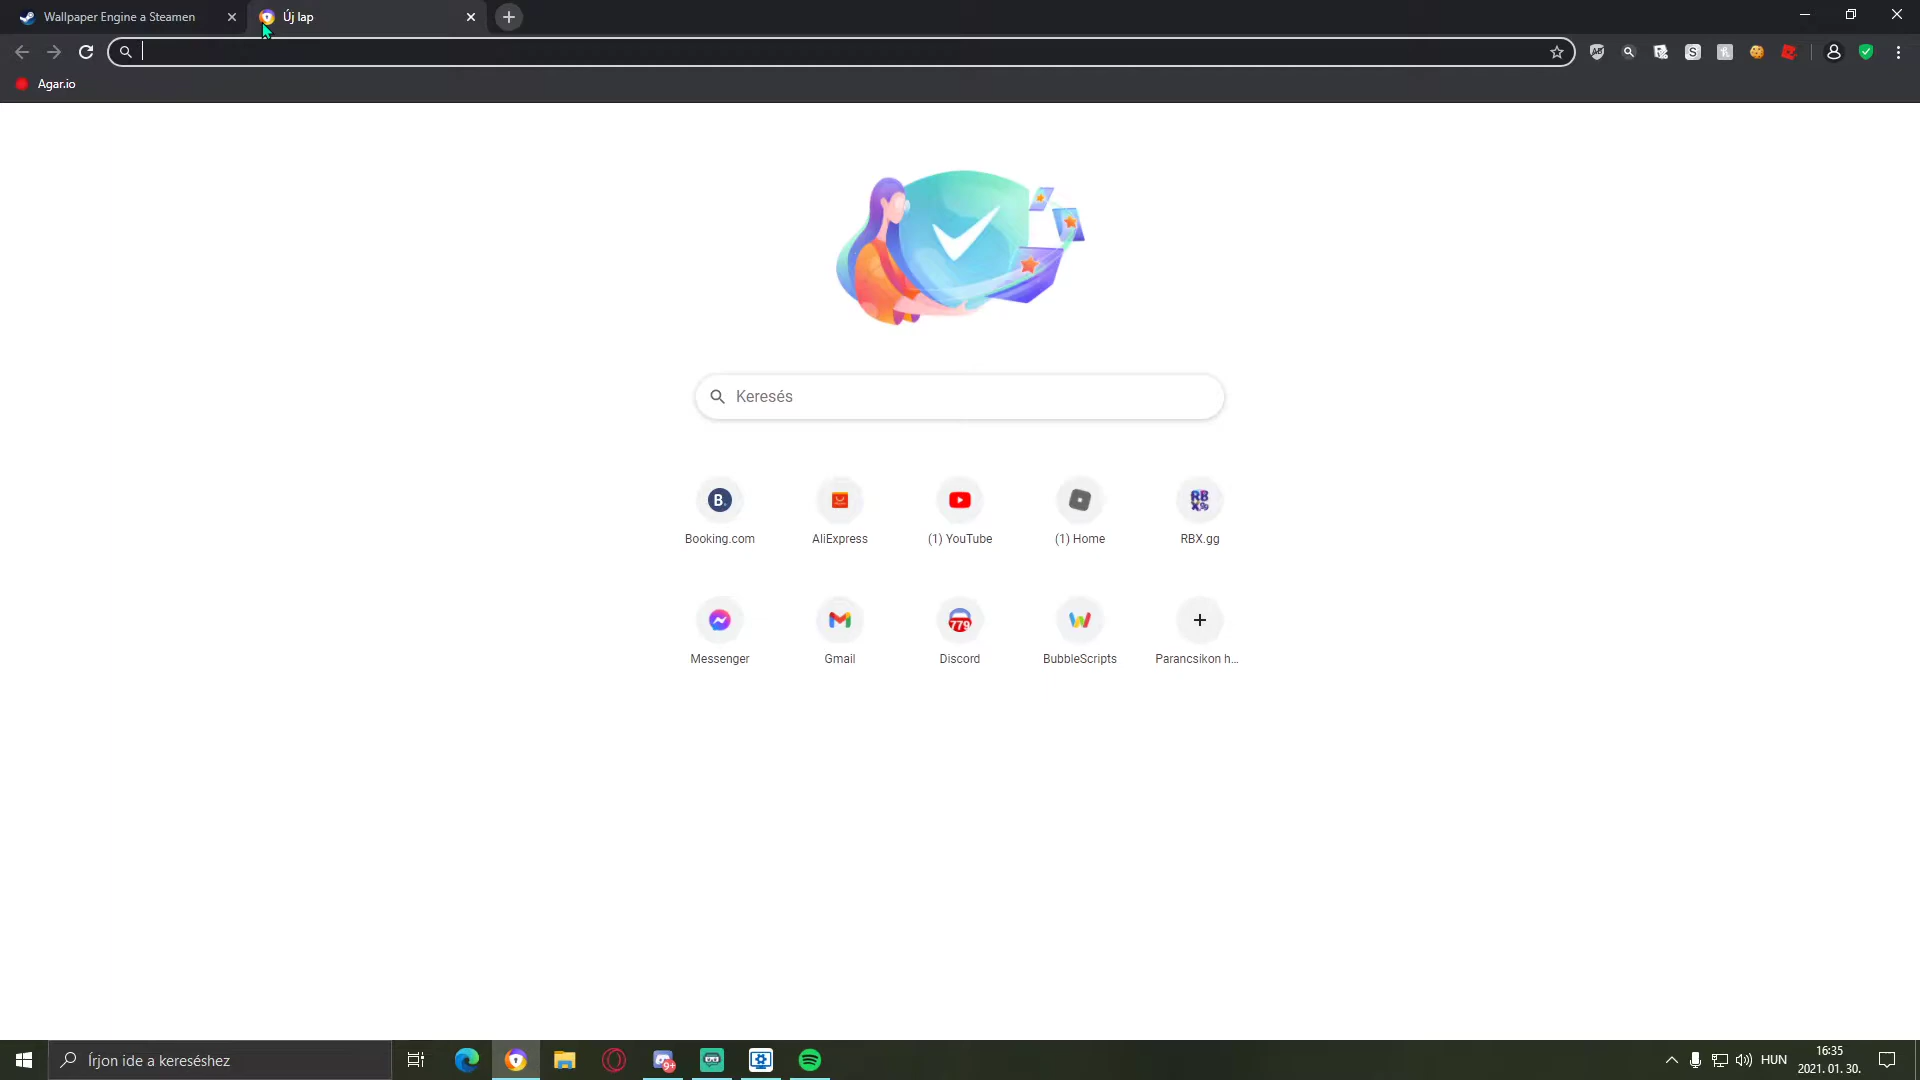 Wallpaper Engine a Steamen
Új lap
Agar.io
Keresés
Booking.com
AliExpress
(1) YouTube
(1) Home
RBX.gg
Messenger
Gmail
Discord
BubbleScripts
Parancsikon h...
Írjon ide a kereséshez
9+
HUN
16:35
2021. 01. 30.